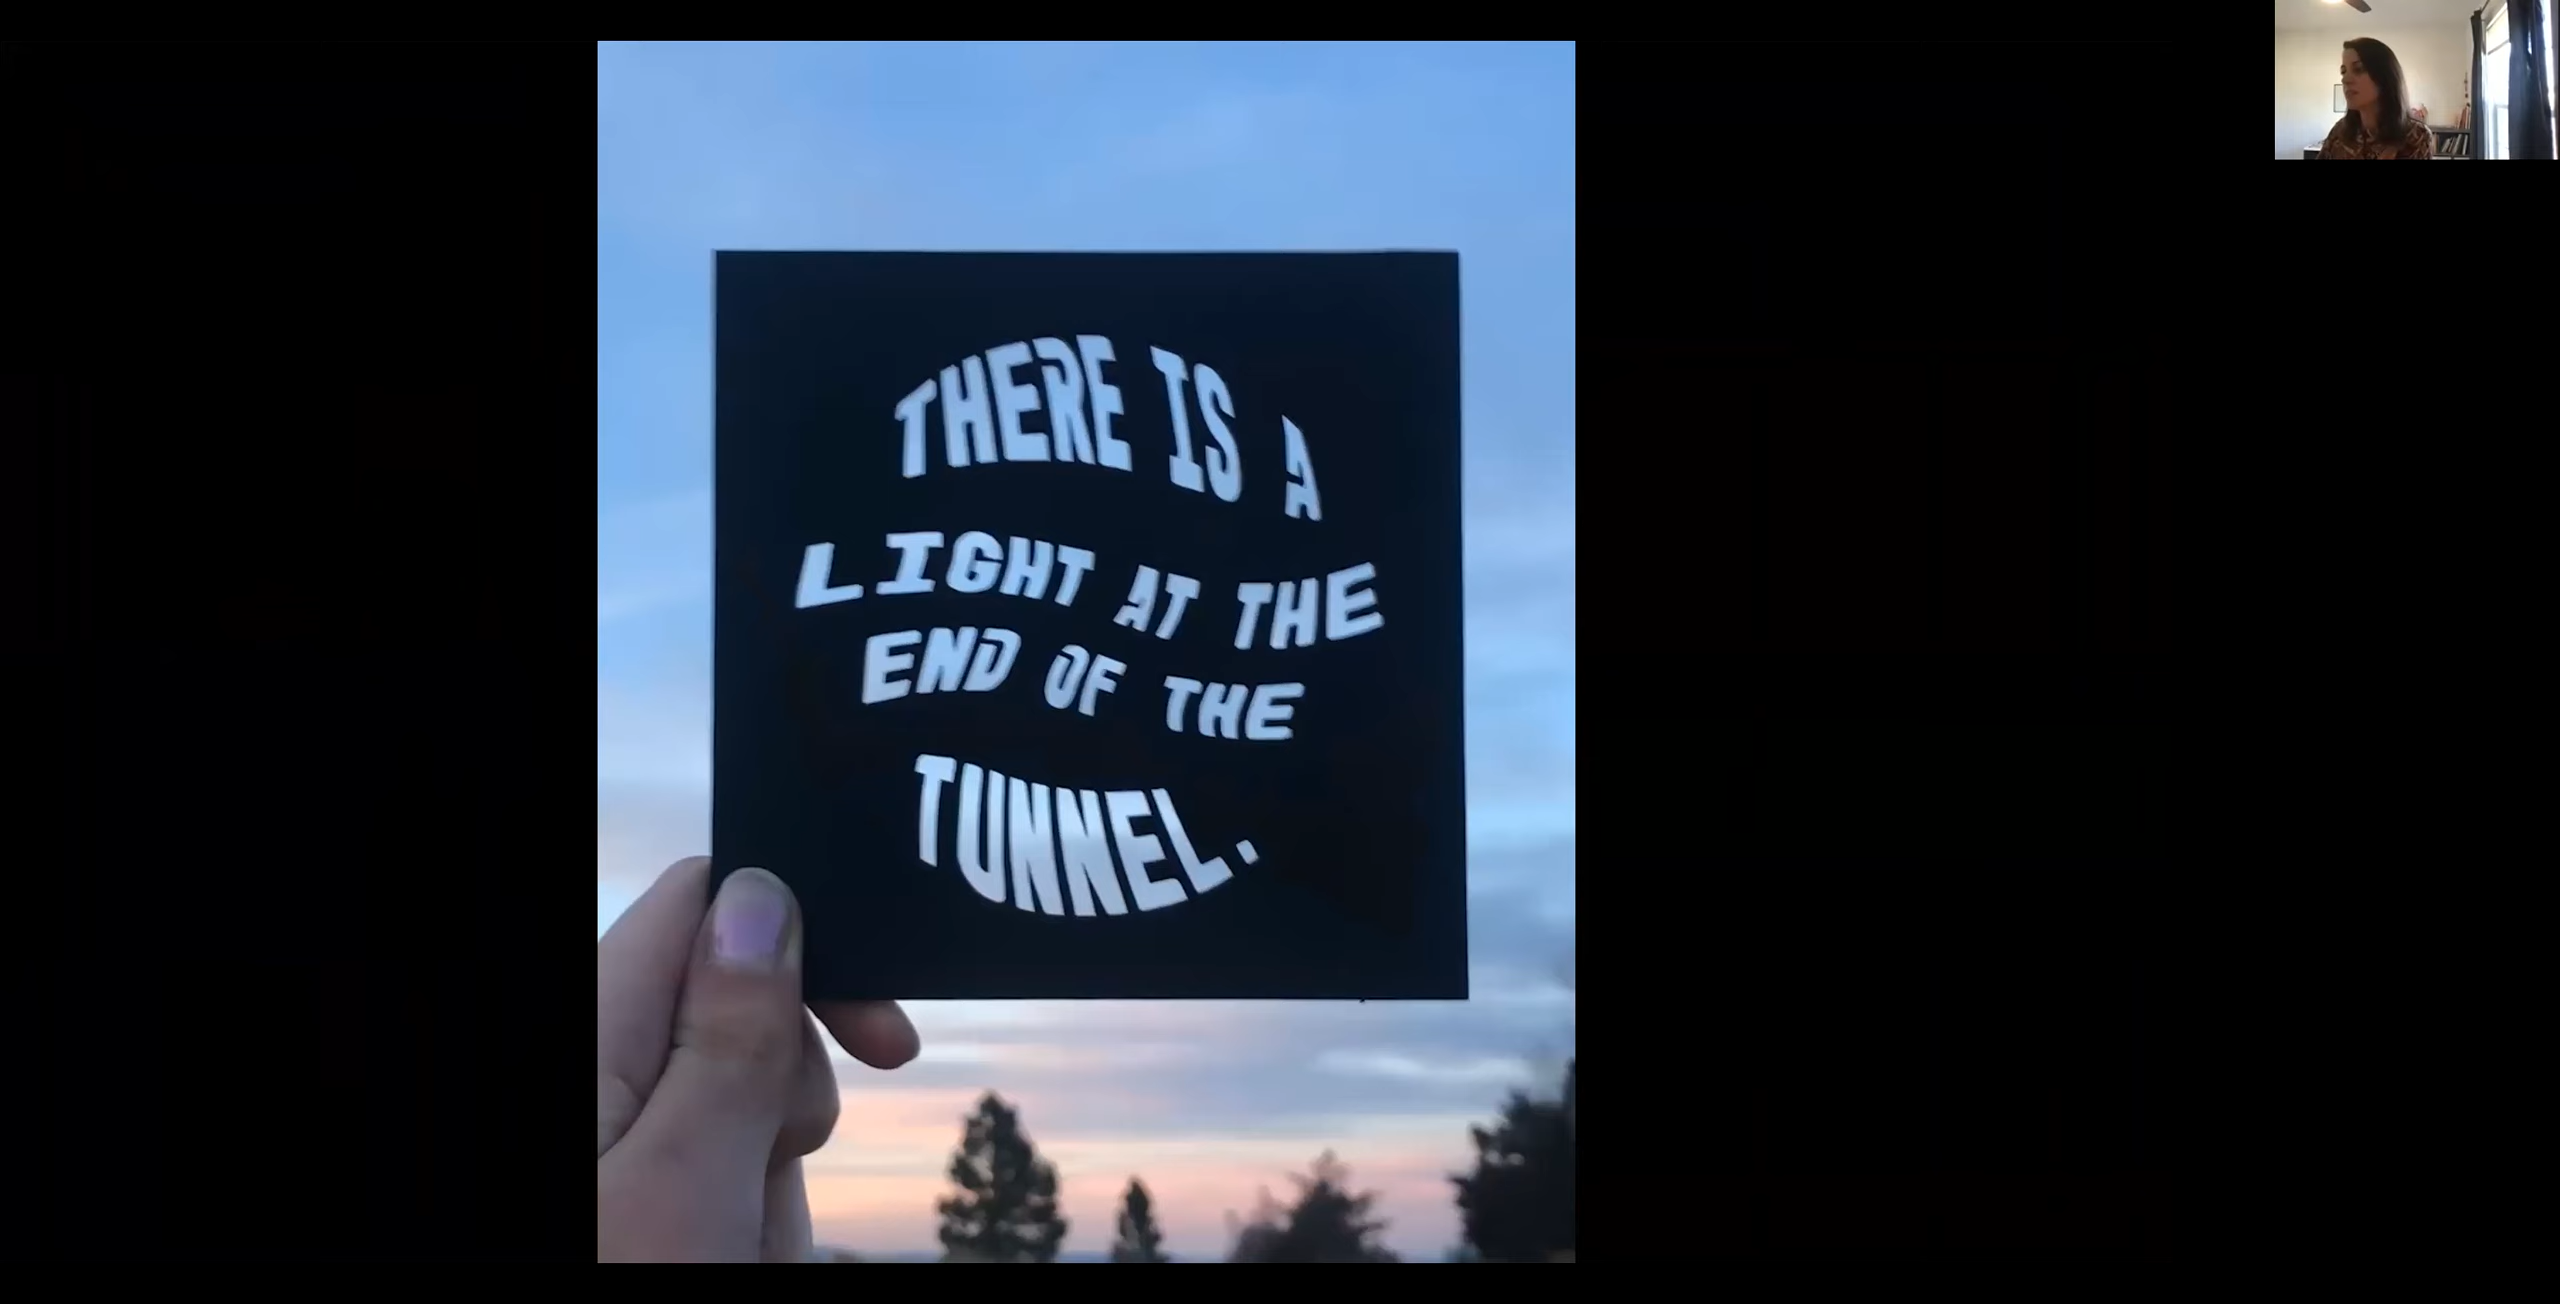 THERE IS A
LIGHT AT THE
END OF THE
TUNNEL.